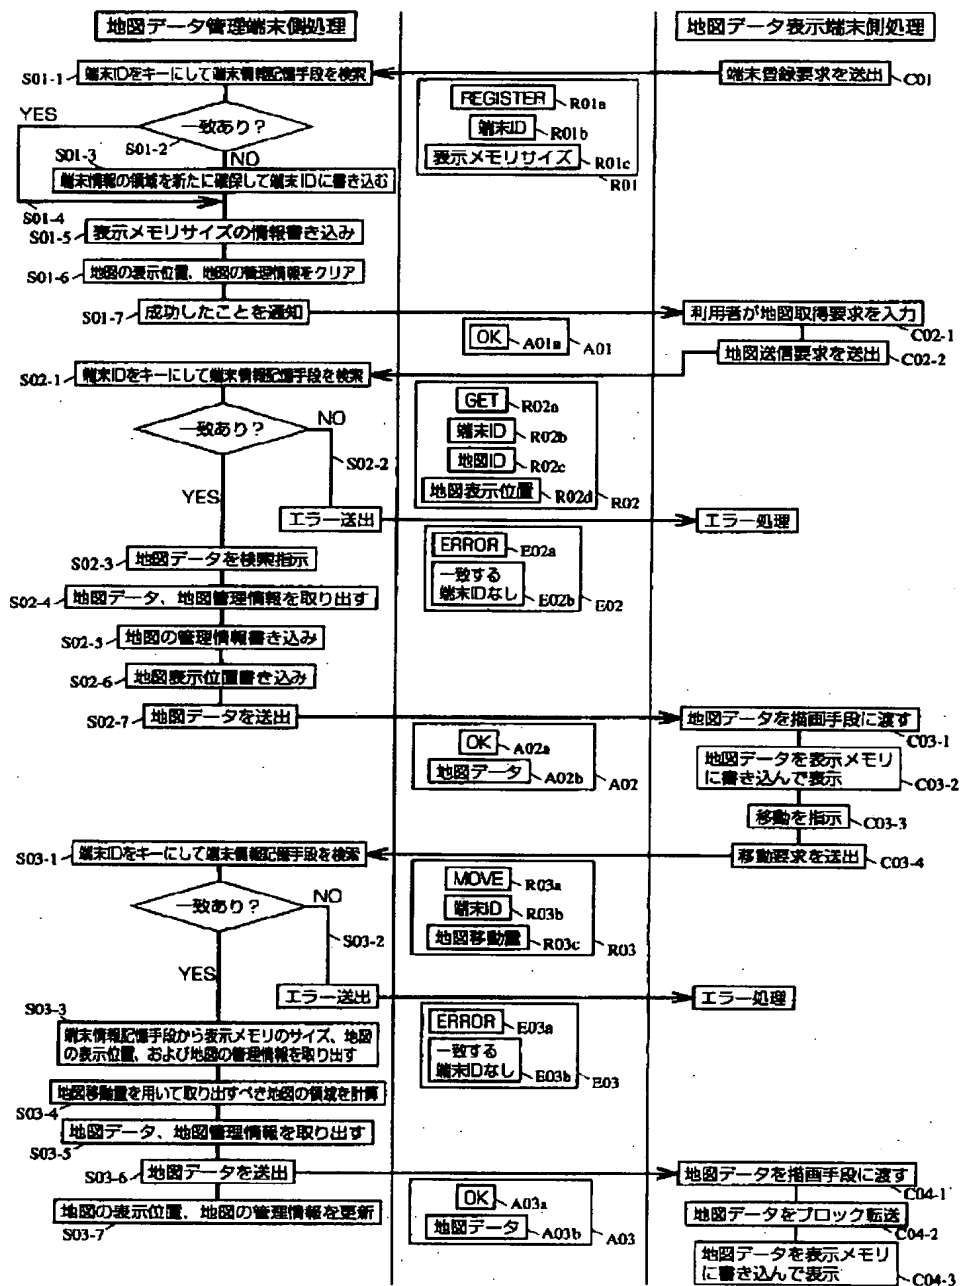 地図データ管理端末側処理
地図データ表示端末側処理
S01-1
端末IDをキーにして端末情報記憶手段を検索
端末登録要求を送出
C01
REGISTER
R01a
端末ID
R01b
表示メモリサイズ
R01c
R01
YES
一致あり?
S01-2
S01-3
NO
端末情報の領域を新たに確保して端末IDに書き込む
S01-4
S01-5
表示メモリサイズの情報書き込み
S01-6
地図の表示位置、地図の管理情報をクリア
S01-7
成功したことを通知
利用者が地図取得要求を入力
C02-1
OK
A01a
A01
地図送信要求を送出
C02-2
S02-1
端末IDをキーにして端末情報記憶手段を検索
GET
R02a
端末ID
R02b
地図ID
R02c
地図表示位置
R02d
R02
一致あり?
NO
S02-2
YES
エラー送出
エラー処理
ERROR
E02a
一致する
端末IDなし
E02b
E02
S02-3
地図データを検索指示
S02-4
地図データ、地図管理情報を取り出す
S02-5
地図の管理情報書き込み
S02-6
地図表示位置書き込み
S02-7
地図データを送出
地図データを描画手段に渡す
C03-1
OK
A02a
地図データ
A02b
A02
地図データを表示メモリ
に書き込んで表示
C03-2
移動を指示
C03-3
S03-1
端末IDをキーにして端末情報記憶手段を検索
移動要求を送出
C03-4
MOVE
R03a
端末ID
R03b
地図移動量
R03c
R03
一致あり?
NO
S03-2
YES
エラー送出
エラー処理
ERROR
E03a
一致する
端末IDなし
E03b
E03
S03-3
端末情報記憶手段から表示メモリのサイズ、地図
の表示位置、および地図の管理情報を取り出す
地図移動量を用いて取り出すべき地図の領域を計算
S03-4
地図データ、地図管理情報を取り出す
S03-5
S03-6
地図データを送出
地図データを描画手段に渡す
C04-1
OK
A03a
地図データ
A03b
A03
地図の表示位置、地図の管理情報を更新
S03-7
地図データをブロック転送
C04-2
地図データを表示メモリ
に書き込んで表示
C04-3